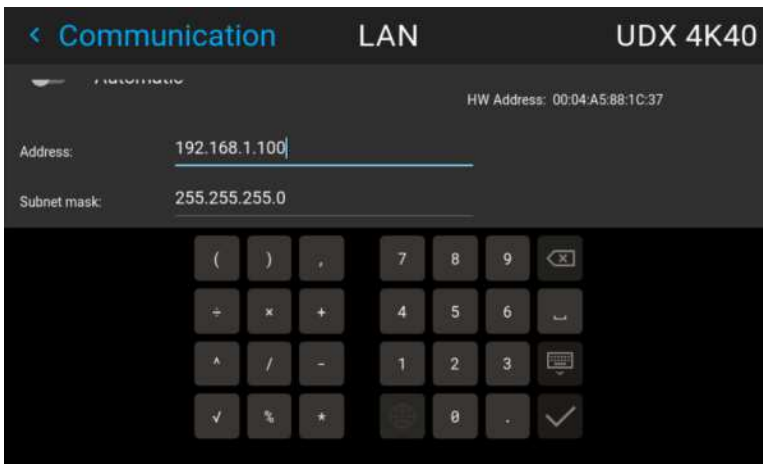 < Communication LAN UDX 4K40
Automatic
HW Address: 00:04:A5:88:1C:37
Address: 192.168.1.100
Subnet mask: 255.255.255.0
( ) , 7 8 9
÷ × + 4 5 6
^ / - 1 2 3
√ % * 0 .